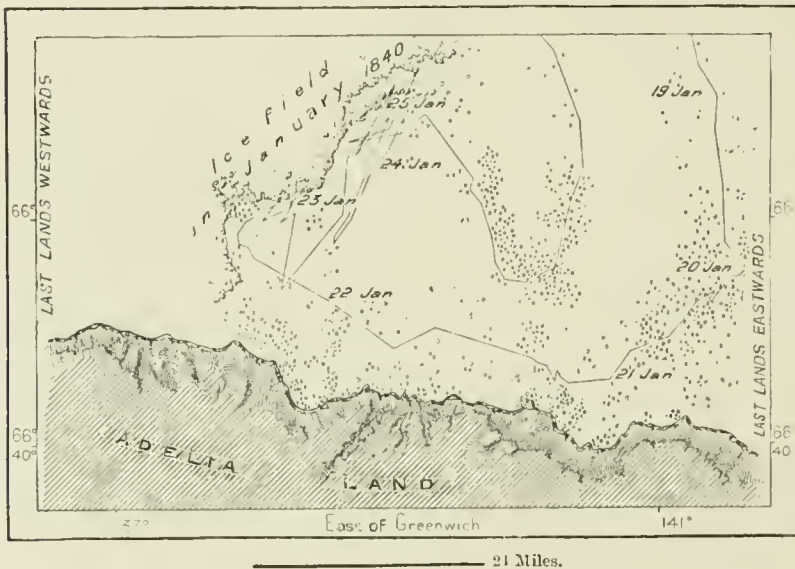 Ice Field
in January 1840
25 Jan
19 Jan
24 Jan
23 Jan
66°
66°
LAST LANDS WESTWARDS
20 Jan
22 Jan
LAST LANDS EASTWARDS
21 Jan
66°
40°
66
40
ADELIA
LAND
East of Greenwich
141°
Miles.